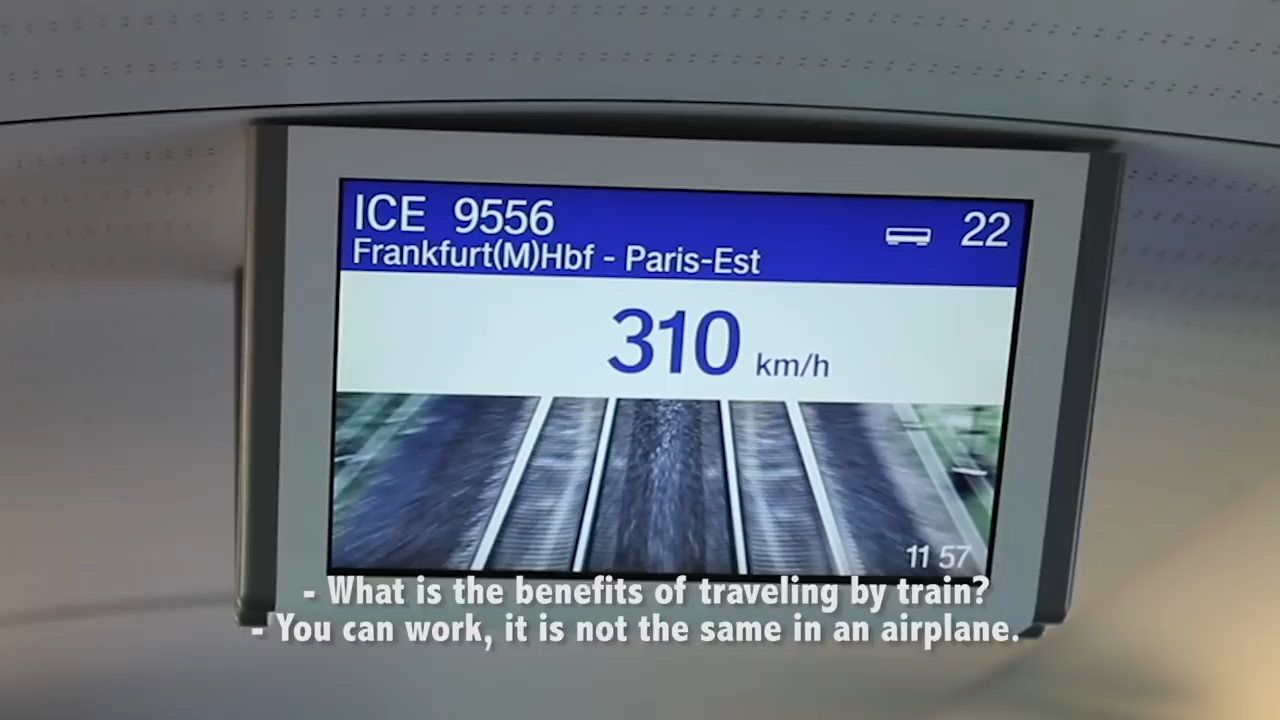 ICE 9556
22
Frankfurt(M)Hbf - Paris-Est
310 km/h
11 57
- What is the benefits of traveling by train?
- You can work, it is not the same in an airplane.